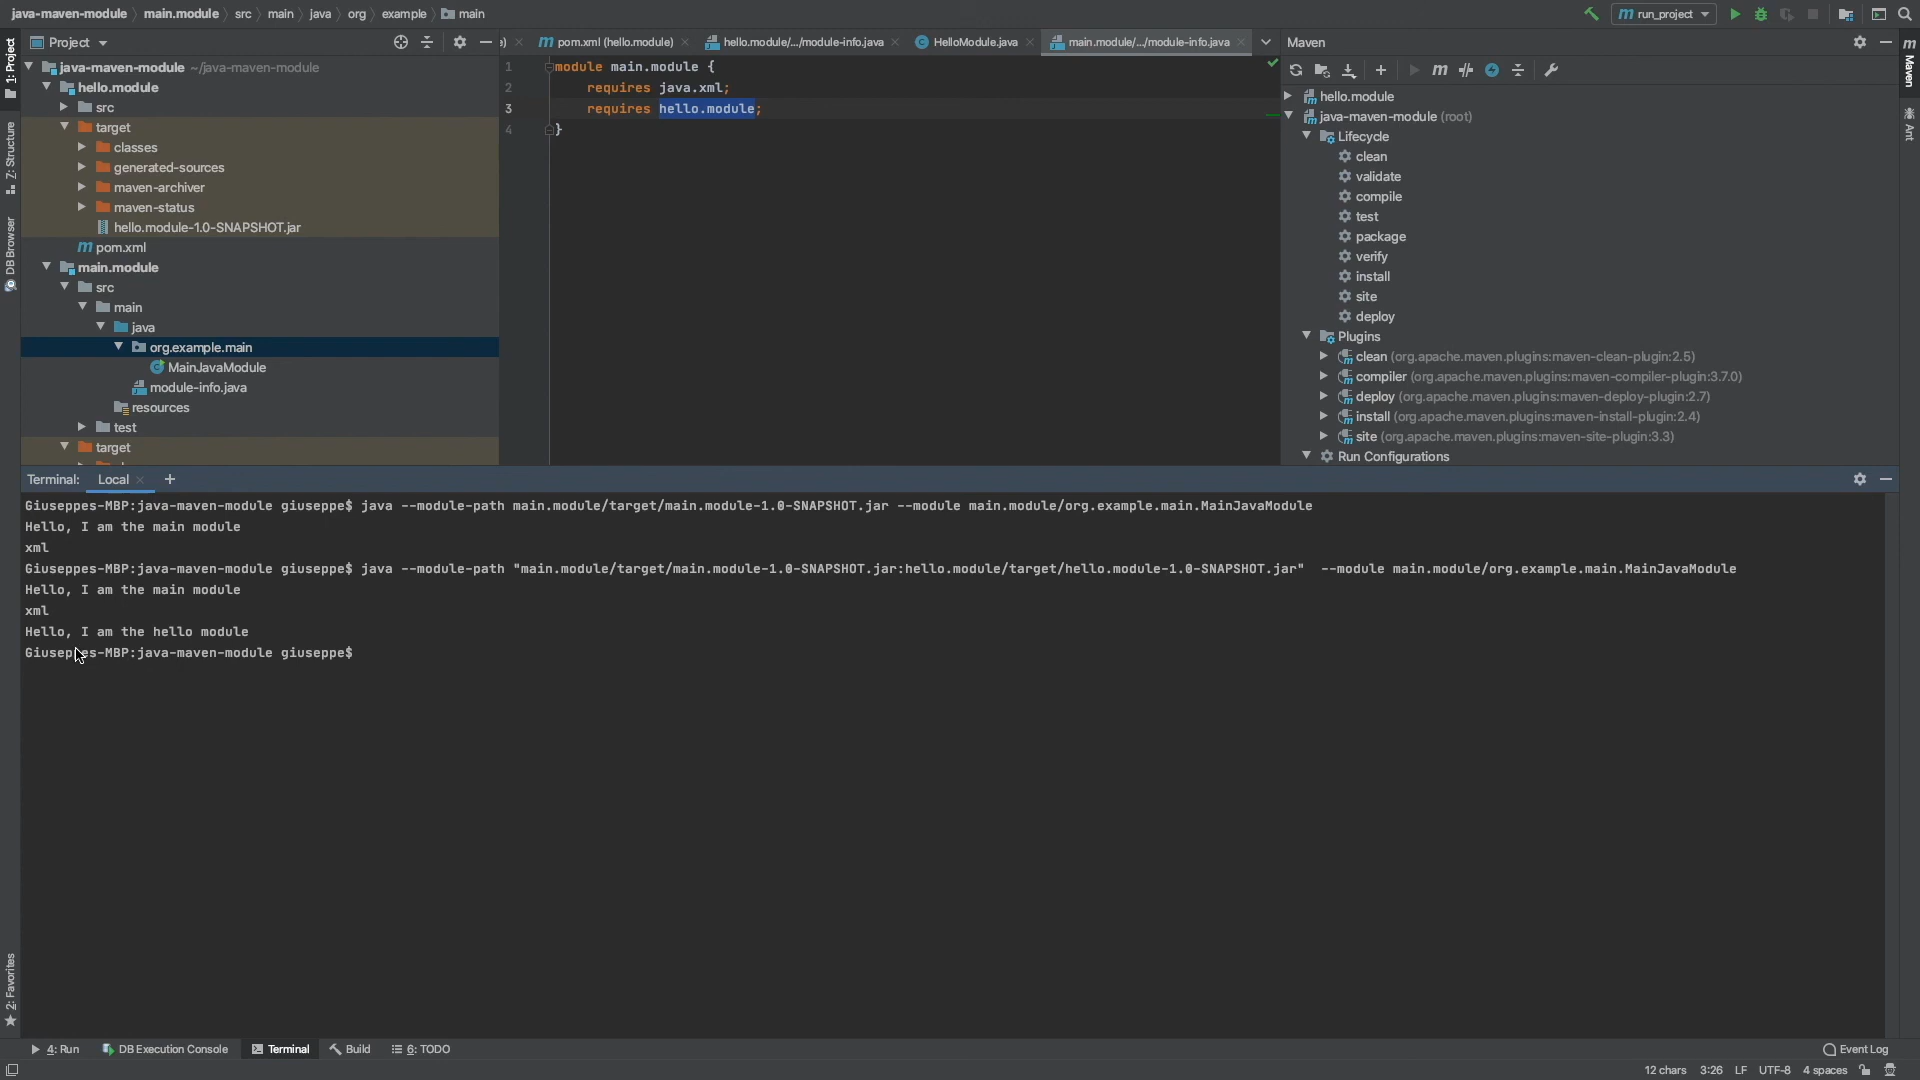 java-maven-module main.module src main java org example main
run_project
Project
pom.xml (hello.module)
hello.module/.../module-info.java
HelloModule.java
main.module/.../module-info.java
Maven
1: Project
Z: Structure
DB Browser
2: Favorites
java-maven-module ~/java-maven-module
hello.module
src
target
classes
generated-sources
maven-archiver
maven-status
hello.module-1.0-SNAPSHOT.jar
pom.xml
main.module
src
main
java
org.example.main
MainJavaModule
module-info.java
resources
test
target
1 module main.module {
2 requires java.xml;
3 requires hello.module;
4 }
hello.module
java-maven-module (root)
Lifecycle
clean
validate
compile
test
package
verify
install
site
deploy
Plugins
clean (org.apache.maven.plugins:maven-clean-plugin:2.5)
compiler (org.apache.maven.plugins:maven-compiler-plugin:3.7.0)
deploy (org.apache.maven.plugins:maven-deploy-plugin:2.7)
install (org.apache.maven.plugins:maven-install-plugin:2.4)
site (org.apache.maven.plugins:maven-site-plugin:3.3)
Run Configurations
Maven
Ant
Terminal: Local
Giuseppes-MBP:java-maven-module giuseppe$ java --module-path main.module/target/main.module-1.0-SNAPSHOT.jar --module main.module/org.example.main.MainJavaModule
Hello, I am the main module
xml
Giuseppes-MBP:java-maven-module giuseppe$ java --module-path "main.module/target/main.module-1.0-SNAPSHOT.jar:hello.module/target/hello.module-1.0-SNAPSHOT.jar"  --module main.module/org.example.main.MainJavaModule
Hello, I am the main module
xml
Hello, I am the hello module
Giuseppes-MBP:java-maven-module giuseppe$
4: Run DB Execution Console Terminal Build 6: TODO
Event Log
12 chars 3:26 LF UTF-8 4 spaces